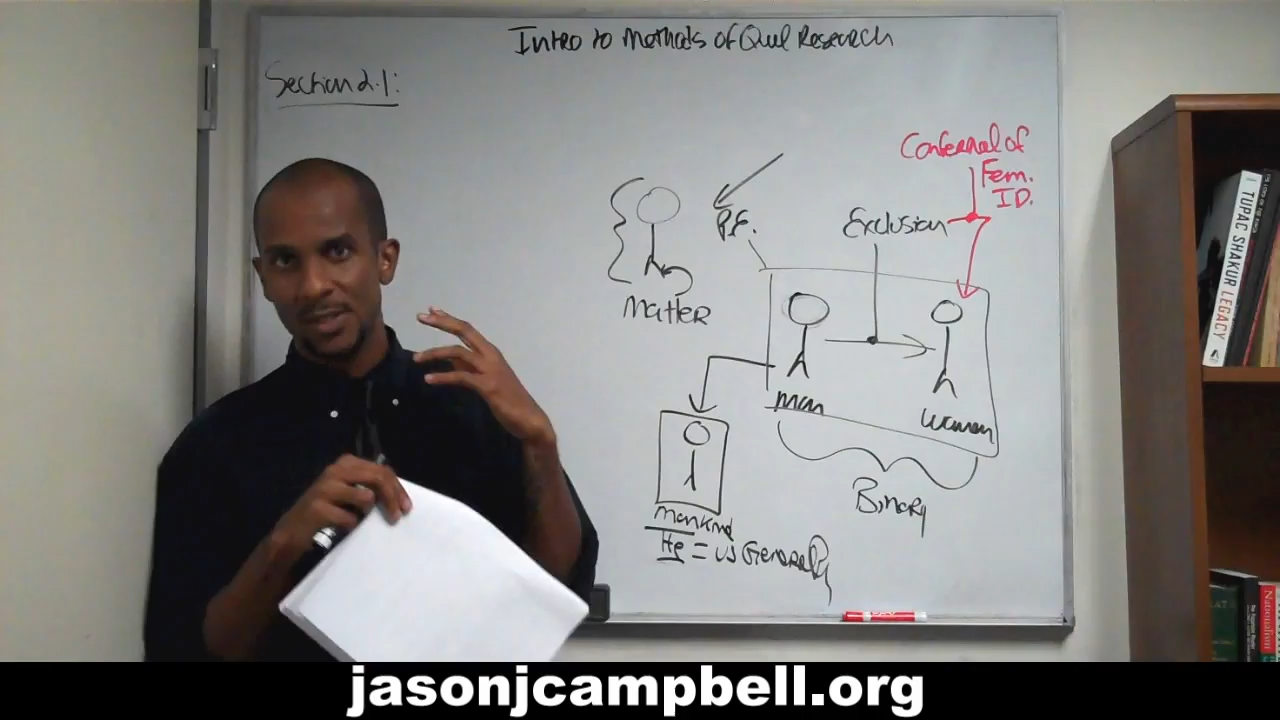 Intro to Methods of Qual Research
Section 2.1:
Conferral of
Fem.
ID.
P.F.
Exclusion
Matter
man
woman
Binary
mankind
He = us Generally
TUPAC SHAKUR LEGACY
Nationalism
jasonjcampbell.org